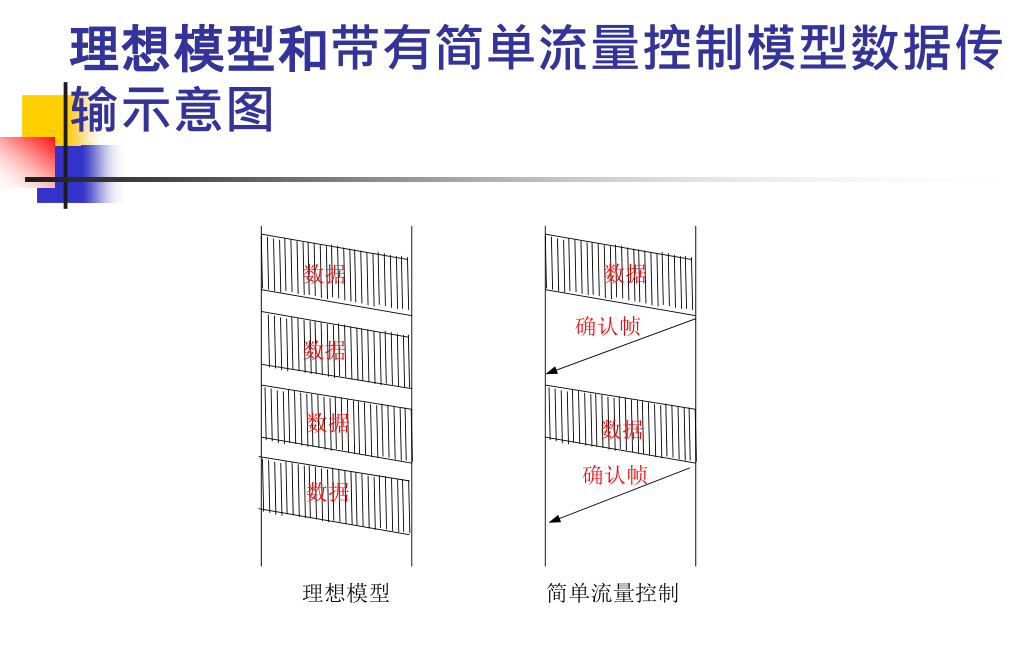 理想模型和带有简单流量控制模型数据传
输示意图
数据
数据
数据
数据
理想模型
数据
确认帧
数据
确认帧
简单流量控制